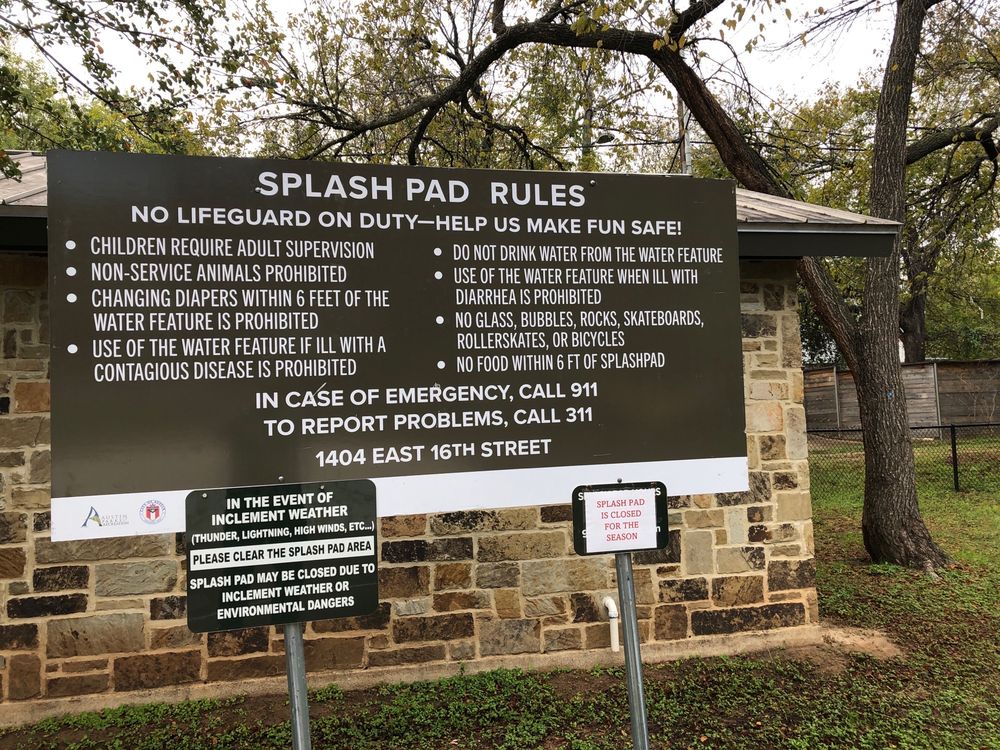 SPLASH PAD RULES
NO LIFEGUARD ON DUTY—HELP US MAKE FUN SAFE!
• CHILDREN REQUIRE ADULT SUPERVISION
• NON-SERVICE ANIMALS PROHIBITED
• CHANGING DIAPERS WITHIN 6 FEET OF THE
WATER FEATURE IS PROHIBITED
• USE OF THE WATER FEATURE IF ILL WITH A
CONTAGIOUS DISEASE IS PROHIBITED
• DO NOT DRINK WATER FROM THE WATER FEATURE
• USE OF THE WATER FEATURE WHEN ILL WITH
DIARRHEA IS PROHIBITED
• NO GLASS, BUBBLES, ROCKS, SKATEBOARDS,
ROLLERSKATES, OR BICYCLES
• NO FOOD WITHIN 6 FT OF SPLASHPAD
IN CASE OF EMERGENCY, CALL 911
TO REPORT PROBLEMS, CALL 311
1404 EAST 16TH STREET
AUSTIN
IN THE EVENT OF
INCLEMENT WEATHER
(THUNDER, LIGHTNING, HIGH WINDS, ETC...)
PLEASE CLEAR THE SPLASH PAD AREA
SPLASH PAD MAY BE CLOSED DUE TO
INCLEMENT WEATHER OR
ENVIRONMENTAL DANGERS
SPLASH PAD
IS CLOSED
FOR THE
SEASON